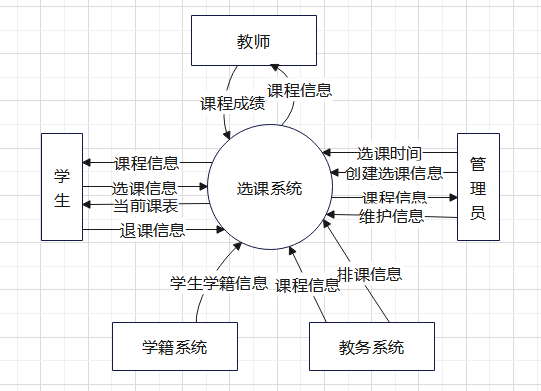 教师
课程成绩
课程信息
学生
课程信息
选课信息
当前课表
退课信息
选课系统
选课时间
创建选课信息
课程信息
维护信息
管理员
学生学籍信息
课程信息
排课信息
学籍系统
教务系统